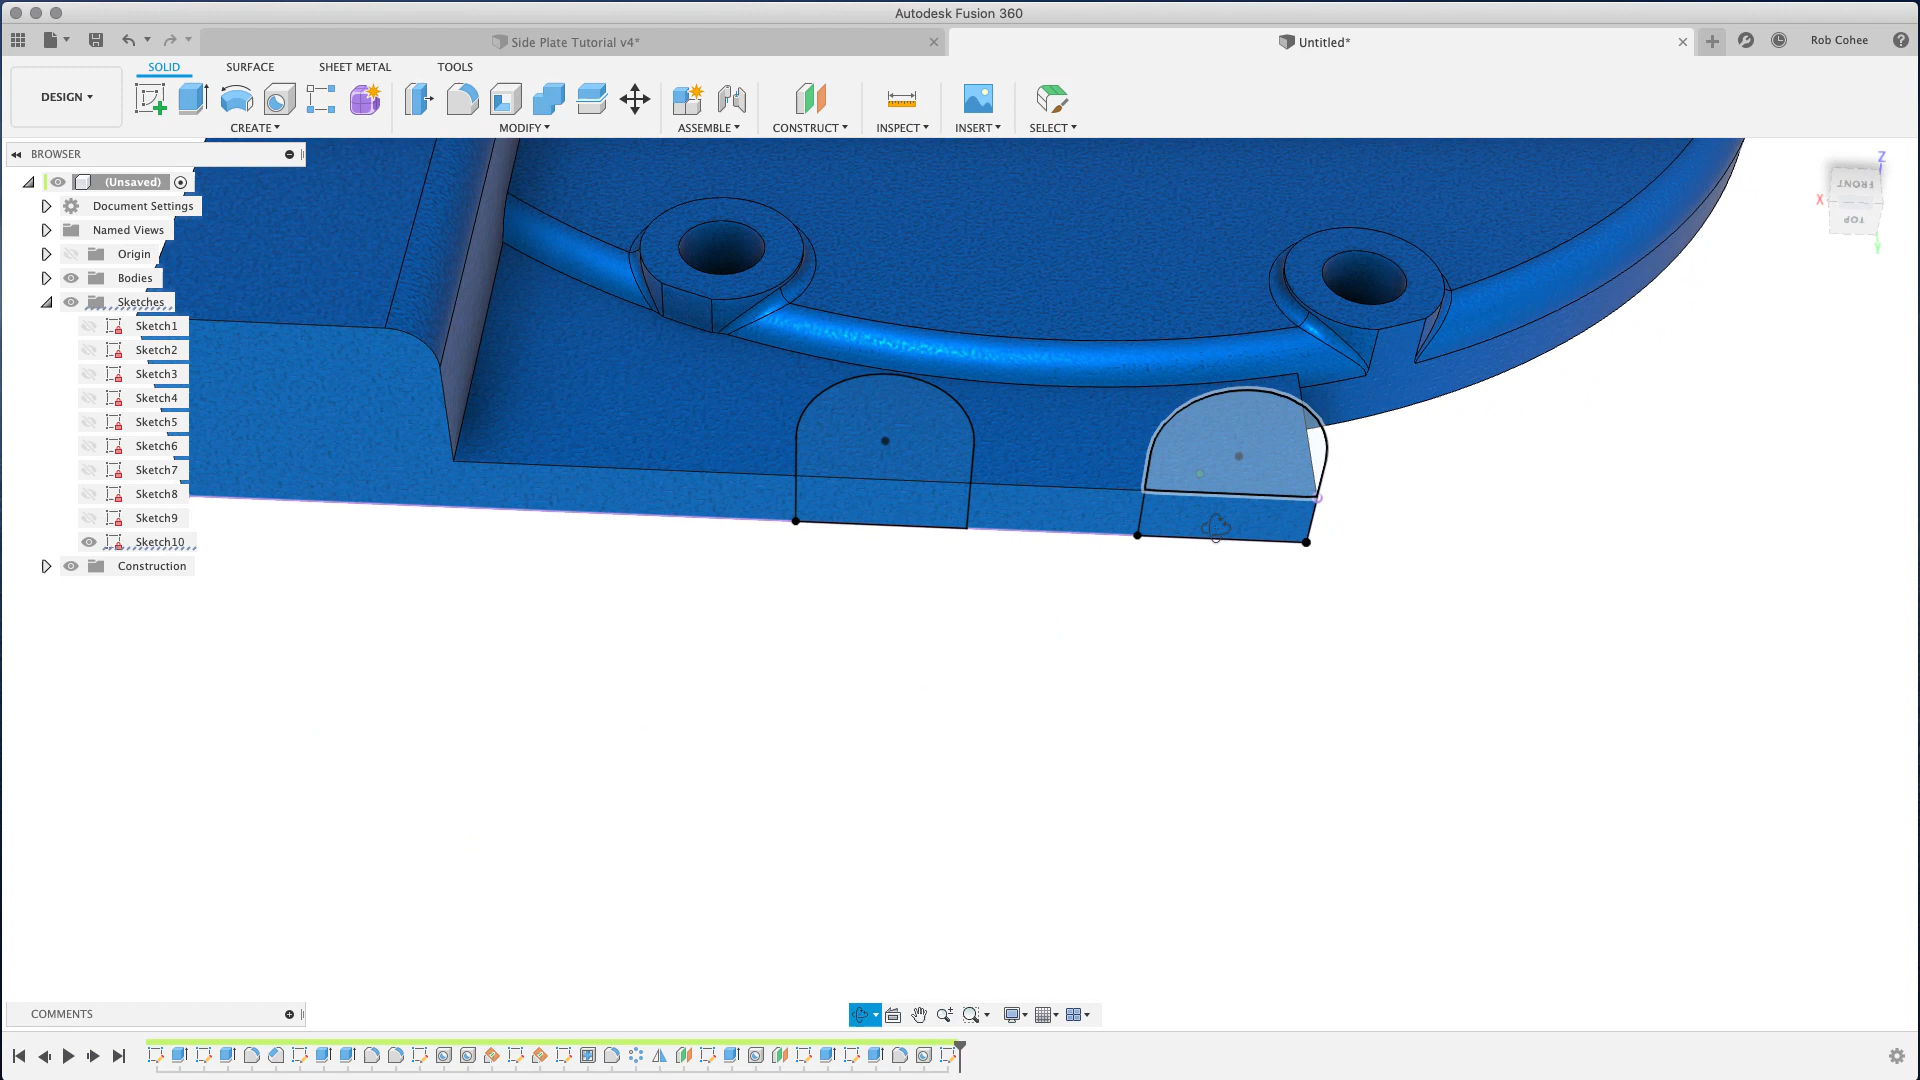 Autodesk Fusion 360
Side Plate Tutorial v4*
Untitled*
Rob Cohee
DESIGN
SOLID
SURFACE
SHEET METAL
TOOLS
CREATE
MODIFY
ASSEMBLE
CONSTRUCT
INSPECT
INSERT
SELECT
BROWSER
(Unsaved)
Document Settings
Named Views
Origin
Bodies
Sketches
Sketch1
Sketch2
Sketch3
Sketch4
Sketch5
Sketch6
Sketch7
Sketch8
Sketch9
Sketch10
Construction
Z
FRONT
X
TOP
Y
COMMENTS